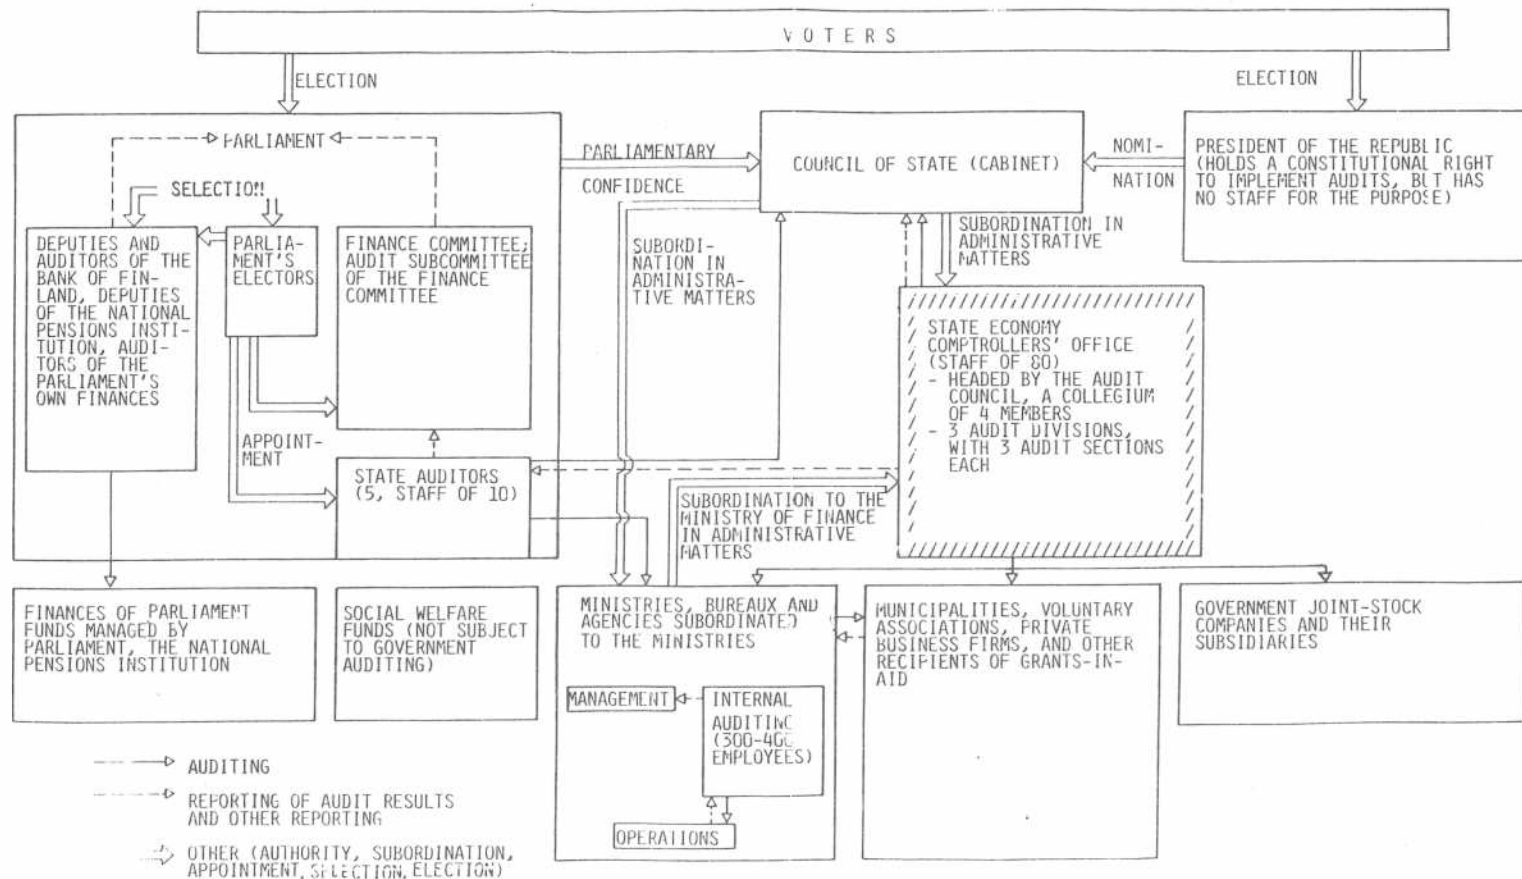 VOTERS
ELECTION
ELECTION
PARLIAMENT
SELECTION
DEPUTIES AND
AUDITORS OF THE
BANK OF FIN-
LAND, DEPUTIES
OF THE NATIONAL
PENSIONS INSTI-
TUTION, AUDI-
TORS OF THE
PARLIAMENT'S
OWN FINANCES
PARLIA-
MENT'S
ELECTORS
FINANCE COMMITTEE;
AUDIT SUBCOMMITTEE
OF THE FINANCE
COMMITTEE
APPOINT-
MENT
STATE AUDITORS
(5, STAFF OF 10)
PARLIAMENTARY
CONFIDENCE
COUNCIL OF STATE (CABINET)
NOMI-
NATION
PRESIDENT OF THE REPUBLIC
(HOLDS A CONSTITUTIONAL RIGHT
TO IMPLEMENT AUDITS, BUT HAS
NO STAFF FOR THE PURPOSE)
SUBORDI-
NATION IN
ADMINISTRA-
TIVE MATTERS
SUBORDINATION IN
ADMINISTRATIVE
MATTERS
STATE ECONOMY
COMPTROLLERS' OFFICE
(STAFF OF 80)
- HEADED BY THE AUDIT
COUNCIL, A COLLEGIUM
OF 4 MEMBERS
- 3 AUDIT DIVISIONS,
WITH 3 AUDIT SECTIONS
EACH
SUBORDINATION TO THE
MINISTRY OF FINANCE
IN ADMINISTRATIVE
MATTERS
FINANCES OF PARLIAMENT
FUNDS MANAGED BY
PARLIAMENT, THE NATIONAL
PENSIONS INSTITUTION
SOCIAL WELFARE
FUNDS (NOT SUBJECT
TO GOVERNMENT
AUDITING)
MINISTRIES, BUREAUX AND
AGENCIES SUBORDINATED
TO THE MINISTRIES
MANAGEMENT
INTERNAL
AUDITING
(300-400
EMPLOYEES)
OPERATIONS
MUNICIPALITIES, VOLUNTARY
ASSOCIATIONS, PRIVATE
BUSINESS FIRMS, AND OTHER
RECIPIENTS OF GRANTS-IN-
AID
GOVERNMENT JOINT-STOCK
COMPANIES AND THEIR
SUBSIDIARIES
AUDITING
REPORTING OF AUDIT RESULTS
AND OTHER REPORTING
OTHER (AUTHORITY, SUBORDINATION,
APPOINTMENT, SELECTION, ELECTION)